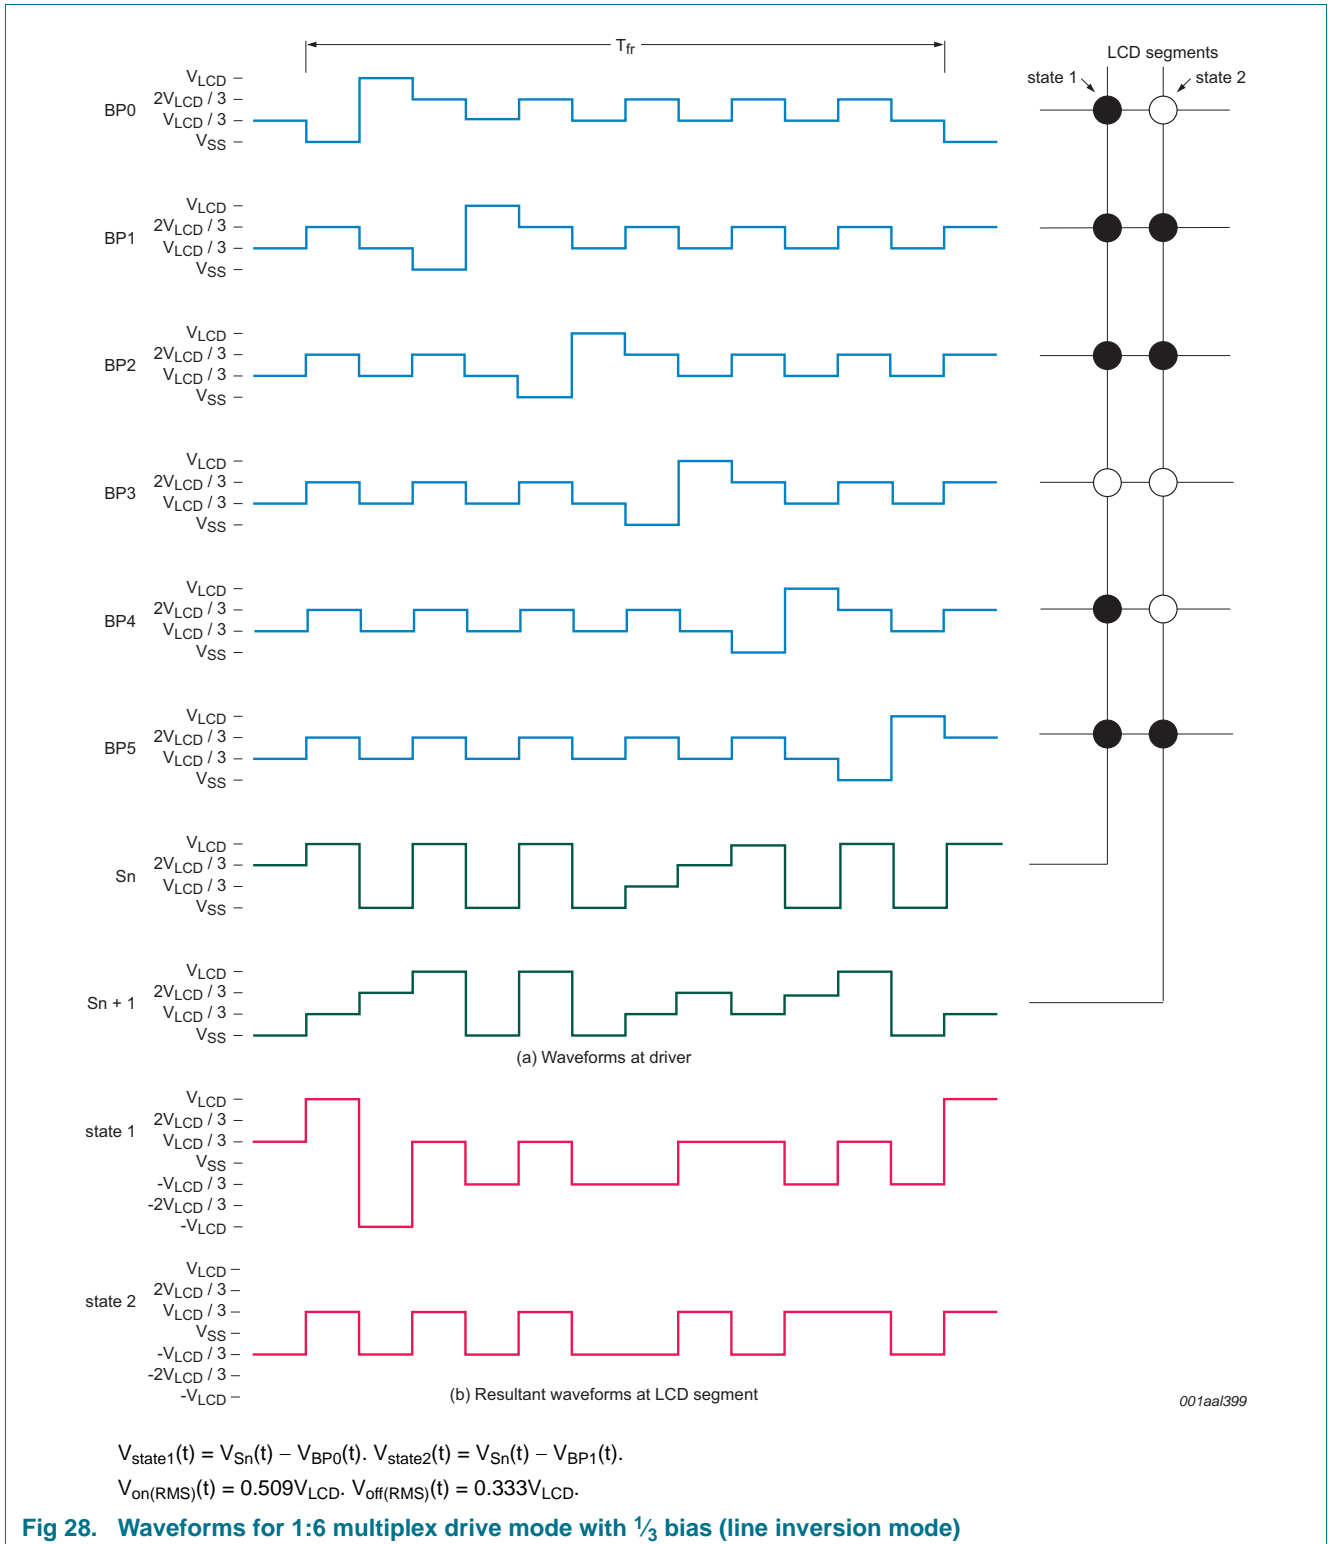 Tfr
LCD segments
state 1
state 2
BP0
VLCD
2VLCD / 3
VLCD / 3
VSS
BP1
VLCD
2VLCD / 3
VLCD / 3
VSS
BP2
VLCD
2VLCD / 3
VLCD / 3
VSS
BP3
VLCD
2VLCD / 3
VLCD / 3
VSS
BP4
VLCD
2VLCD / 3
VLCD / 3
VSS
BP5
VLCD
2VLCD / 3
VLCD / 3
VSS
Sn
VLCD
2VLCD / 3
VLCD / 3
VSS
Sn + 1
VLCD
2VLCD / 3
VLCD / 3
VSS
(a) Waveforms at driver
state 1
VLCD
2VLCD / 3
VLCD / 3
VSS
-VLCD / 3
-2VLCD / 3
-VLCD
state 2
VLCD
2VLCD / 3
VLCD / 3
VSS
-VLCD / 3
-2VLCD / 3
-VLCD
(b) Resultant waveforms at LCD segment
001aal399
Vstate1(t) = VSn(t) − VBP0(t). Vstate2(t) = VSn(t) − VBP1(t).
Von(RMS)(t) = 0.509VLCD. Voff(RMS)(t) = 0.333VLCD.
Fig 28. Waveforms for 1:6 multiplex drive mode with 1⁄3 bias (line inversion mode)